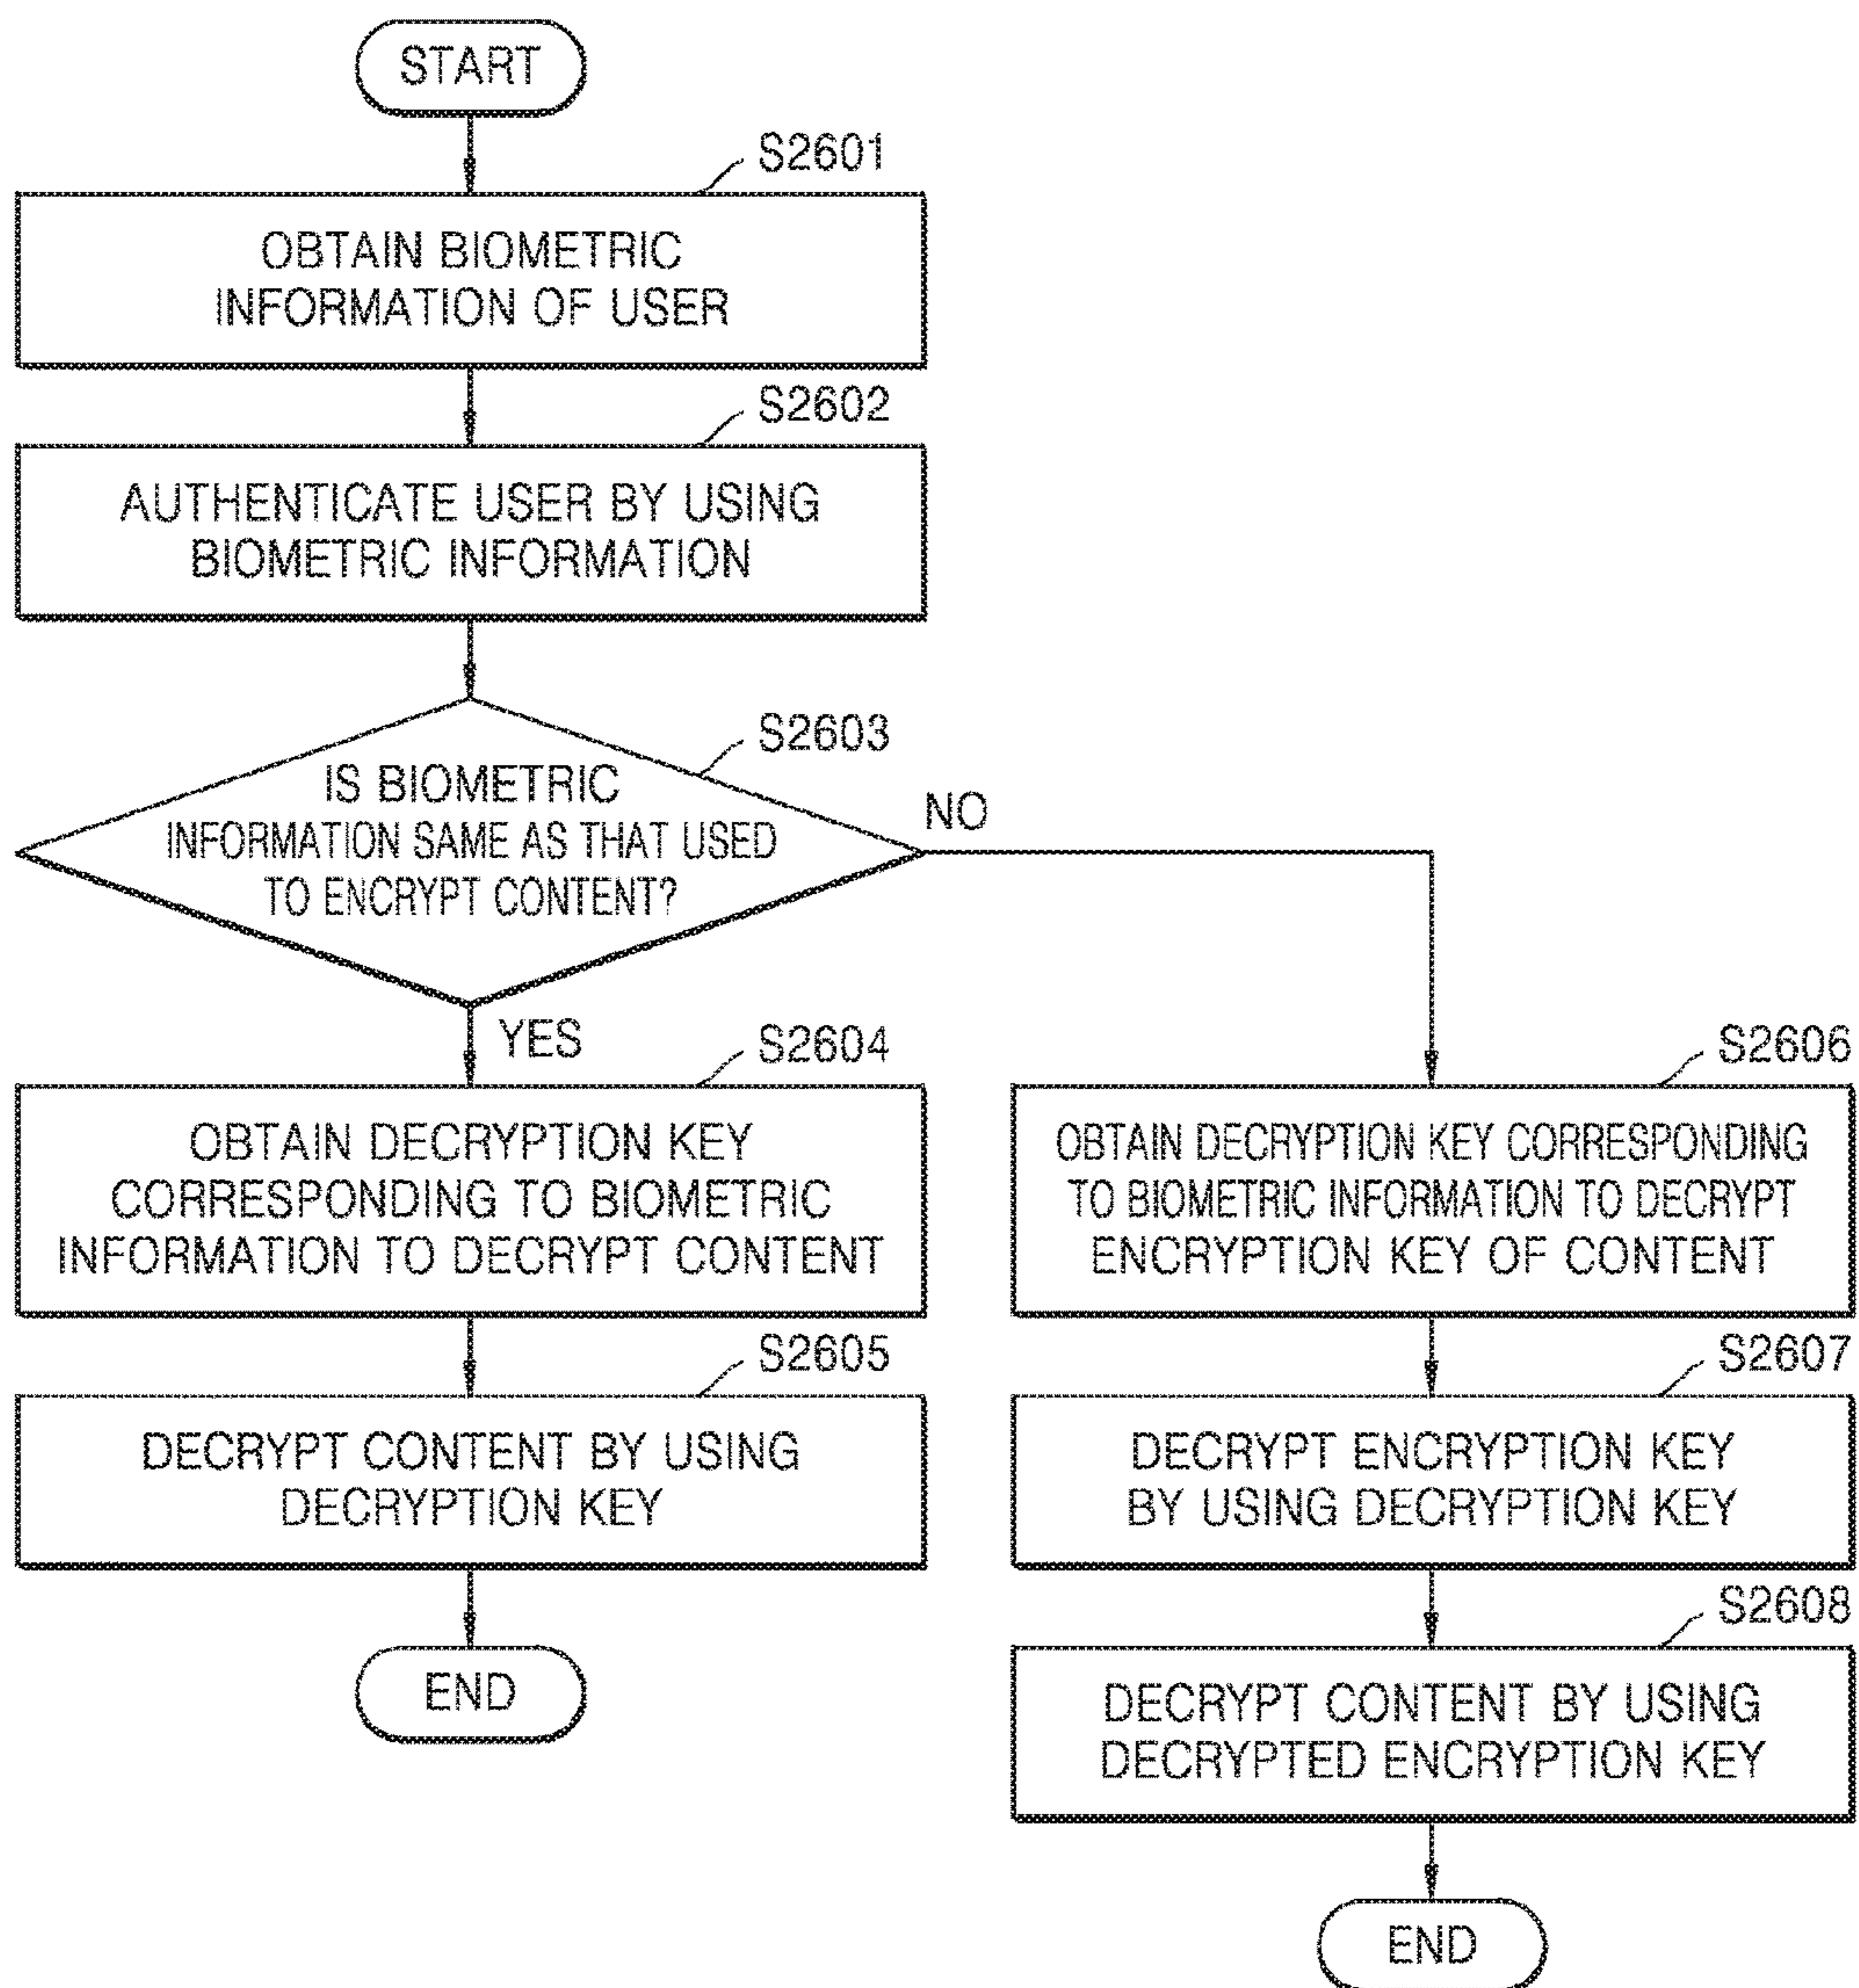 START
S2601
OBTAIN BIOMETRIC
INFORMATION OF USER
S2602
AUTHENTICATE USER BY USING
BIOMETRIC INFORMATION
S2603
IS BIOMETRIC
INFORMATION SAME AS THAT USED
TO ENCRYPT CONTENT?
NO
YES
S2604
OBTAIN DECRYPTION KEY
CORRESPONDING TO BIOMETRIC
INFORMATION TO DECRYPT CONTENT
S2605
DECRYPT CONTENT BY USING
DECRYPTION KEY
END
S2606
OBTAIN DECRYPTION KEY CORRESPONDING
TO BIOMETRIC INFORMATION TO DECRYPT
ENCRYPTION KEY OF CONTENT
S2607
DECRYPT ENCRYPTION KEY
BY USING DECRYPTION KEY
S2608
DECRYPT CONTENT BY USING
DECRYPTED ENCRYPTION KEY
END